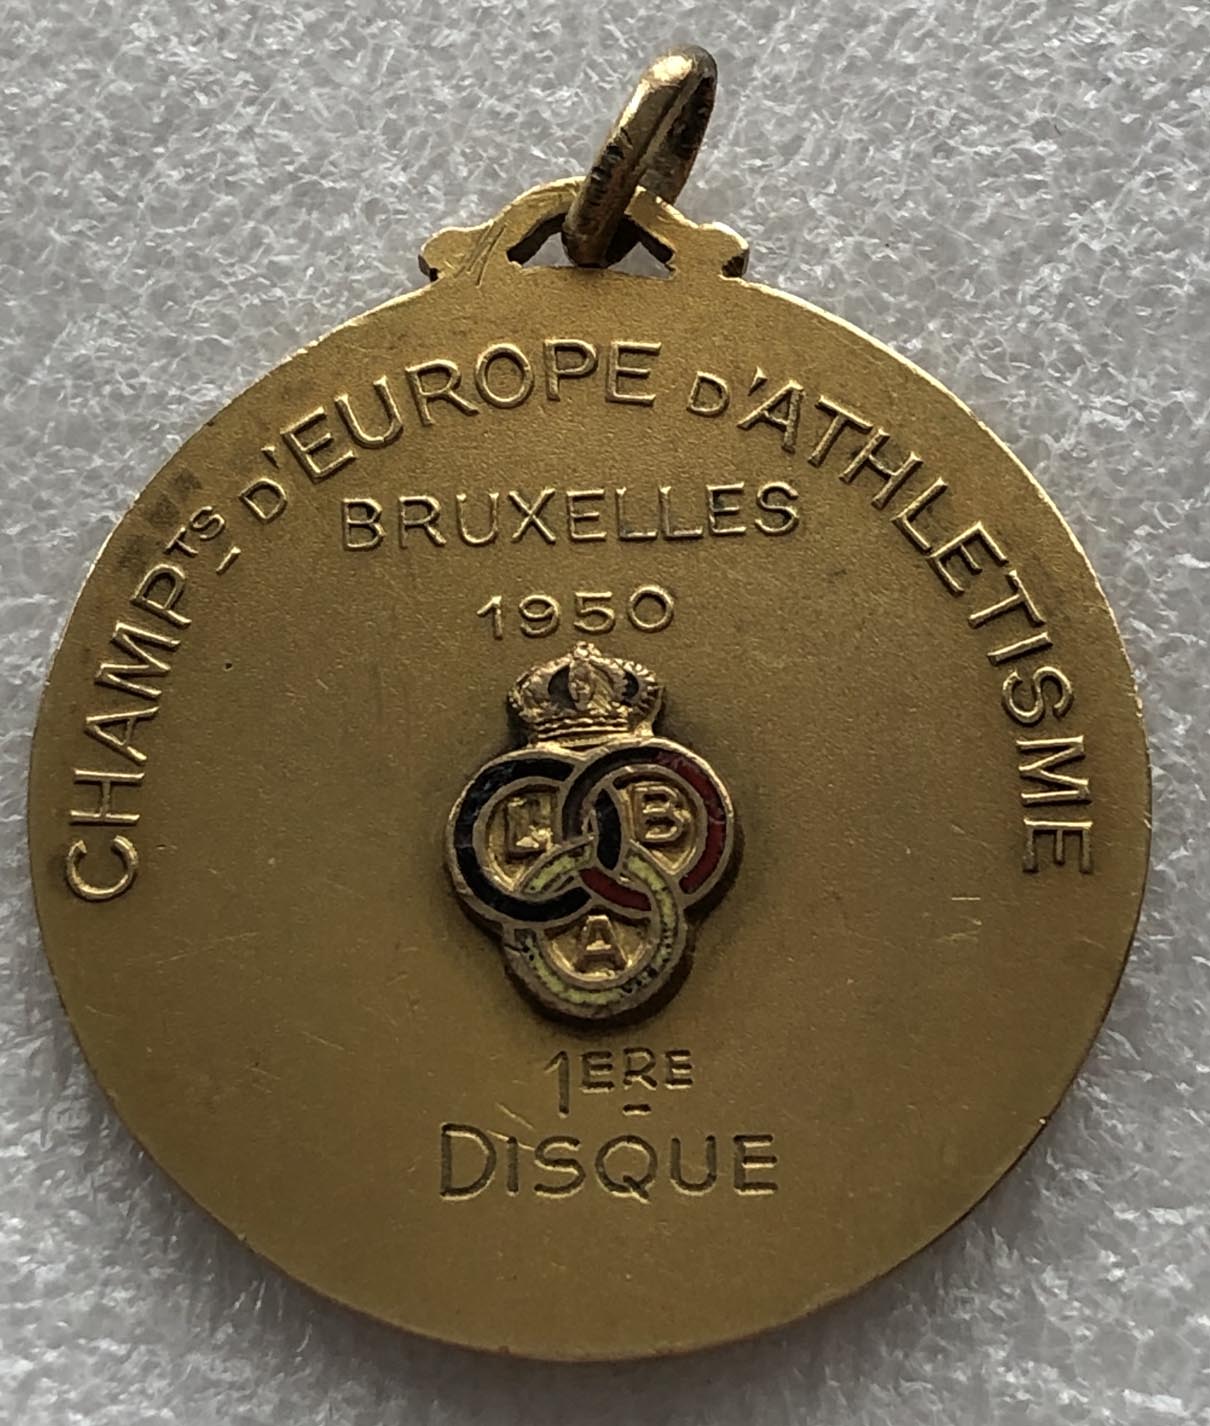 CHAMPTS D'EUROPE D'ATHLETISME
BRUXELLES
1950
L B
A
1ERE
DISQUE